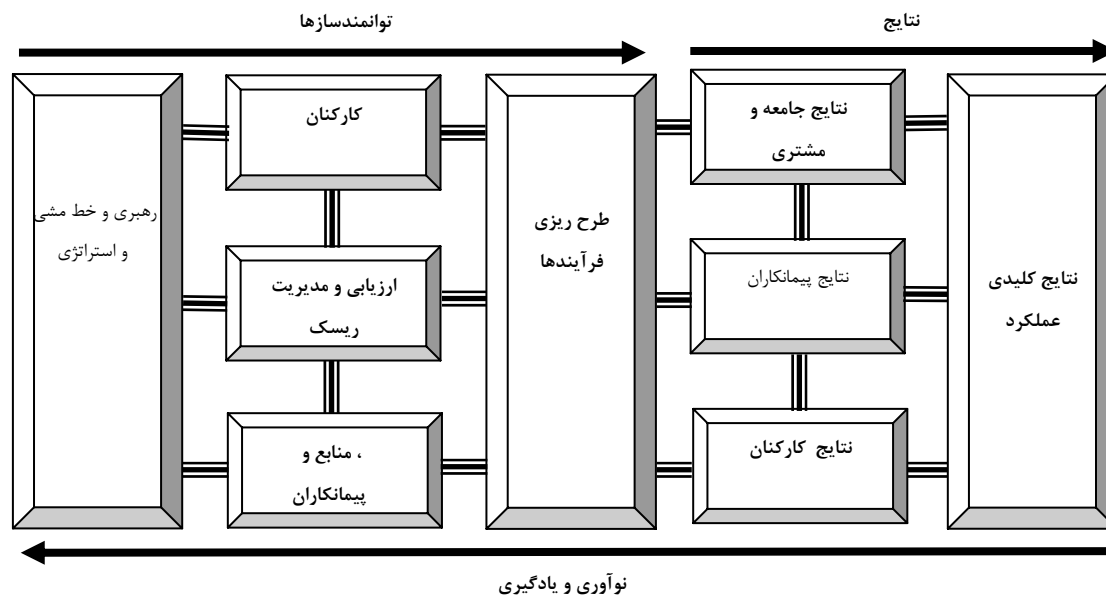 توانمندسازها
نتایج
رهبری و خط مشی
و استراتژی
کارکنان
ارزیابی و مدیریت
ریسک
منابع و ،
پیمانکاران
طرح ریزی
فرآیندها
نتایج جامعه و
مشتری
نتایج پیمانکاران
نتایج کارکنان
نتایج کلیدی
عملکرد
نوآوری و یادگیری